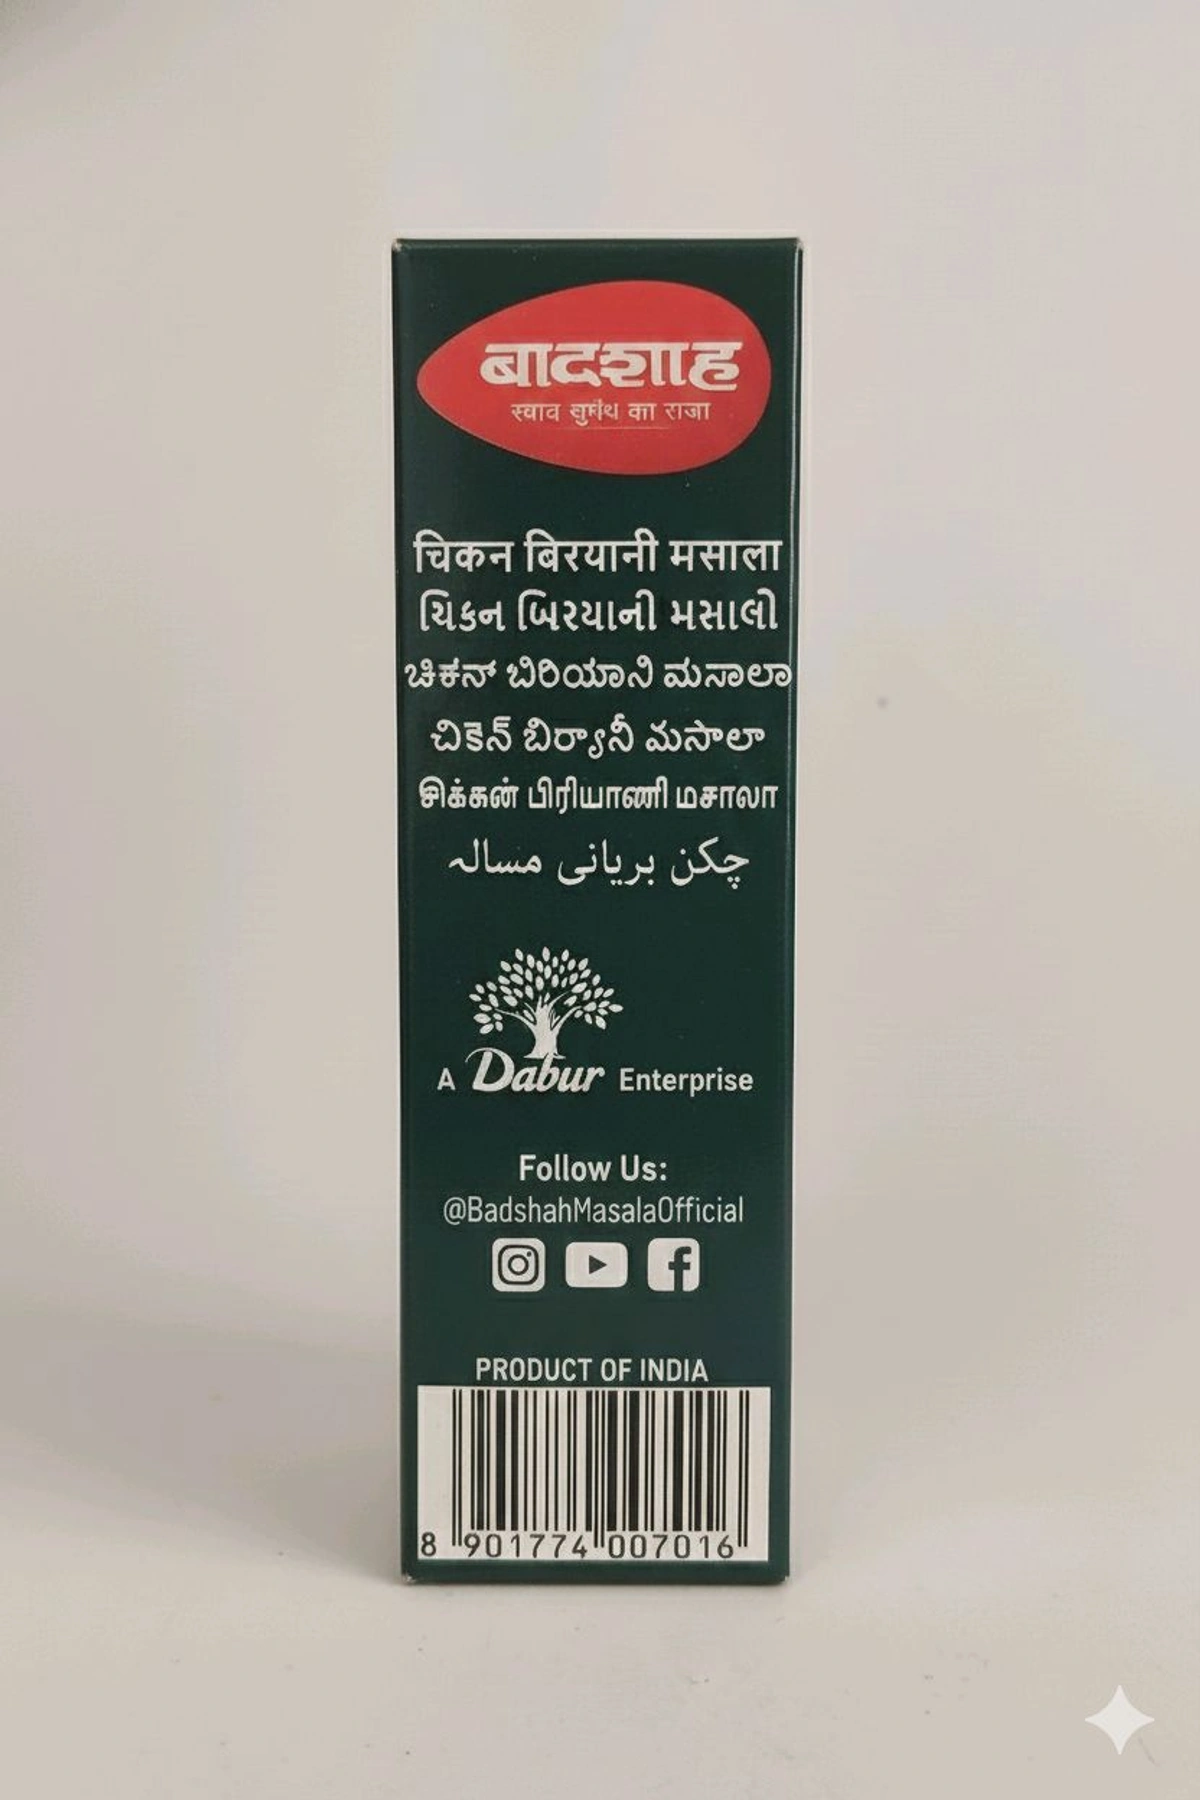 बादशाह
स्वाव सुगंध का राजा
चिकन बिरयानी मसाला
ચિકન બિરયાની મસાલો
ಚಿಕನ್ ಬಿರಿಯಾನಿ ಮಸಾಲಾ
చికెన్ బిర్యానీ మసాలా
சிக்கன் பிரியாணி மசாலா
چکن بریانی مسالہ
A Dabur Enterprise
Follow Us:
@BadshahMasalaOfficial
PRODUCT OF INDIA
8 901774 007016